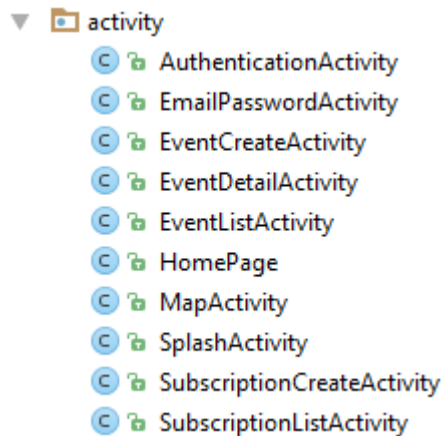 activity
C AuthenticationActivity
C EmailPasswordActivity
C EventCreateActivity
C EventDetailActivity
C EventListActivity
C HomePage
C MapActivity
C SplashActivity
C SubscriptionCreateActivity
C SubscriptionListActivity